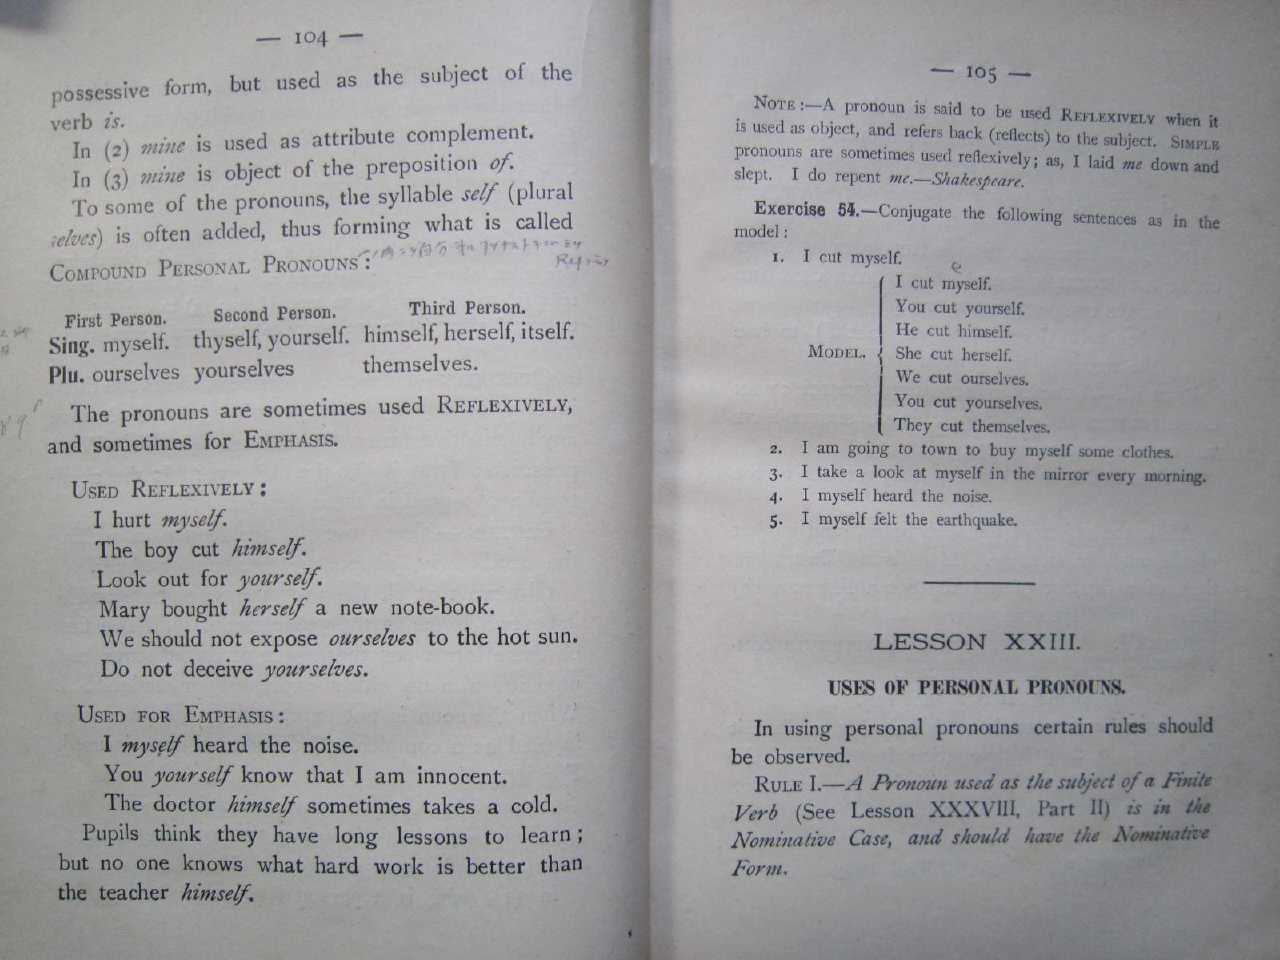 — 104 —
possessive form, but used as the subject of the
verb is.
In (2) mine is used as attribute complement.
In (3) mine is object of the preposition of.
To some of the pronouns, the syllable self (plural
selves) is often added, thus forming what is called
COMPOUND PERSONAL PRONOUNS:
First Person. Second Person. Third Person.
Sing. myself. thyself, yourself. himself, herself, itself.
Plu. ourselves yourselves themselves.
The pronouns are sometimes used REFLEXIVELY,
and sometimes for EMPHASIS.
USED REFLEXIVELY:
I hurt myself.
The boy cut himself.
Look out for yourself.
Mary bought herself a new note-book.
We should not expose ourselves to the hot sun.
Do not deceive yourselves.
USED FOR EMPHASIS:
I myself heard the noise.
You yourself know that I am innocent.
The doctor himself sometimes takes a cold.
Pupils think they have long lessons to learn;
but no one knows what hard work is better than
the teacher himself.
— 105 —
NOTE:—A pronoun is said to be used REFLEXIVELY when it
is used as object, and refers back (reflects) to the subject. SIMPLE
pronouns are sometimes used reflexively; as, I laid me down and
slept. I do repent me.—Shakespeare.
Exercise 54.—Conjugate the following sentences as in the
model:
1. I cut myself.
I cut myself.
You cut yourself.
He cut himself.
MODEL. She cut herself.
We cut ourselves.
You cut yourselves.
They cut themselves.
2. I am going to town to buy myself some clothes.
3. I take a look at myself in the mirror every morning.
4. I myself heard the noise.
5. I myself felt the earthquake.
LESSON XXIII.
USES OF PERSONAL PRONOUNS.
In using personal pronouns certain rules should
be observed.
RULE I.—A Pronoun used as the subject of a Finite
Verb (See Lesson XXXVIII, Part II) is in the
Nominative Case, and should have the Nominative
Form.